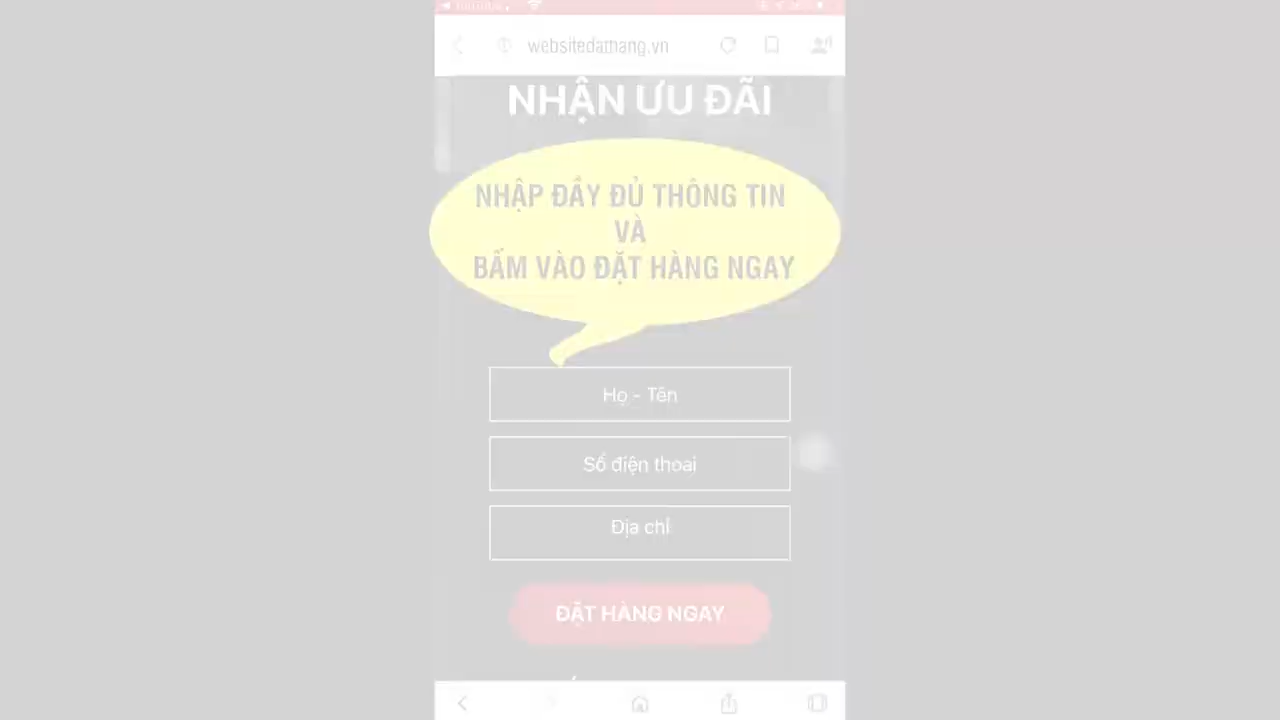 websitedathang.vn
NHẬN ƯU ĐÃI
NHẬP ĐẦY ĐỦ THÔNG TIN
VÀ
BẤM VÀO ĐẶT HÀNG NGAY
Họ - Tên
Số điện thoại
Địa chỉ
ĐẶT HÀNG NGAY